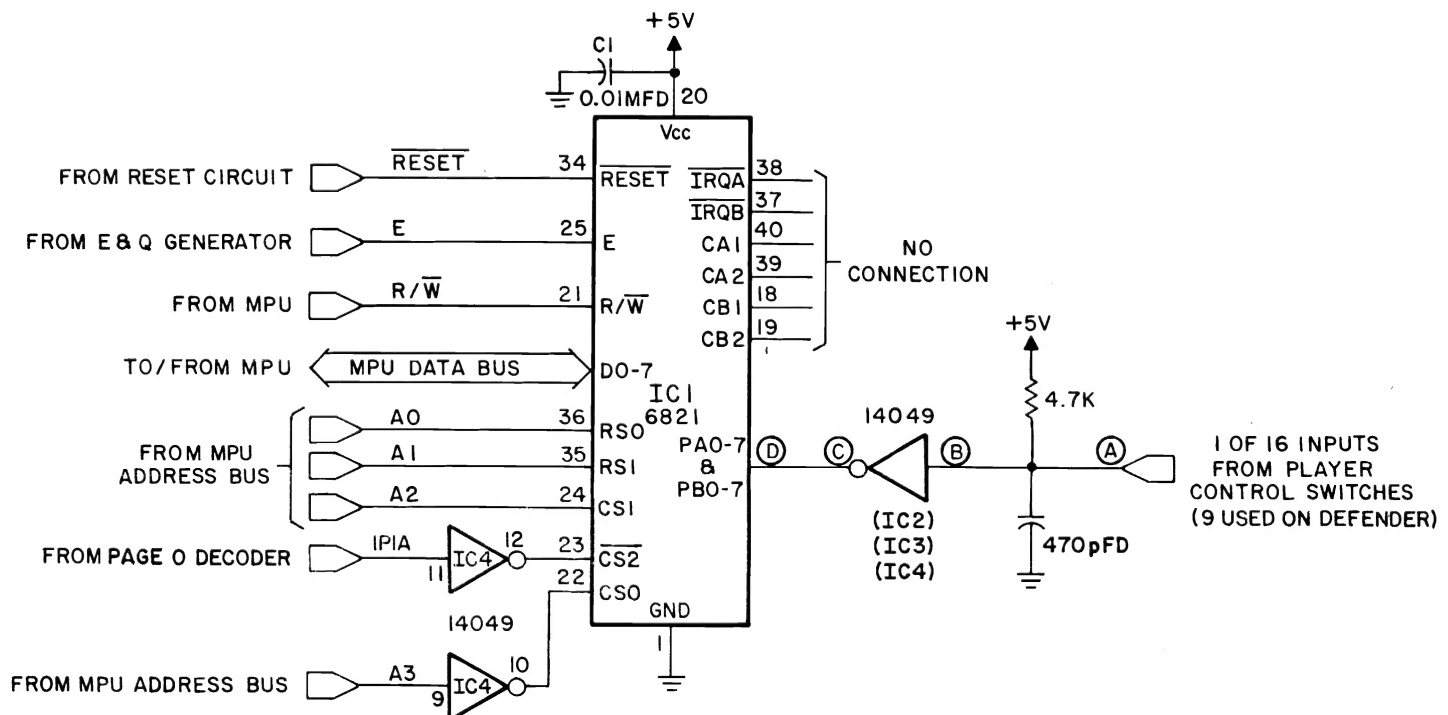 +5V
C1
0.01MFD 20
Vcc
FROM RESET CIRCUIT RESET 34 RESET
IRQA 38
IRQB 37
FROM E & Q GENERATOR E 25 E
CA1 40
CA2 39
NO
CONNECTION
FROM MPU R/W 21 R/W
CB1 18
CB2 19
+5V
TO/FROM MPU MPU DATA BUS DO-7
IC1
6821
4.7K
FROM MPU
ADDRESS BUS
A0 36 RS0
A1 35 RS1
A2 24 CS1
PA0-7
&
PB0-7
D C 14049 B A
(IC2)
(IC3)
(IC4)
470pFD
1 OF 16 INPUTS
FROM PLAYER
CONTROL SWITCHES
(9 USED ON DEFENDER)
FROM PAGE 0 DECODER IPIA 11 IC4 12 23 CS2
22 CS0
14049
GND
1
FROM MPU ADDRESS BUS A3 9 IC4 10